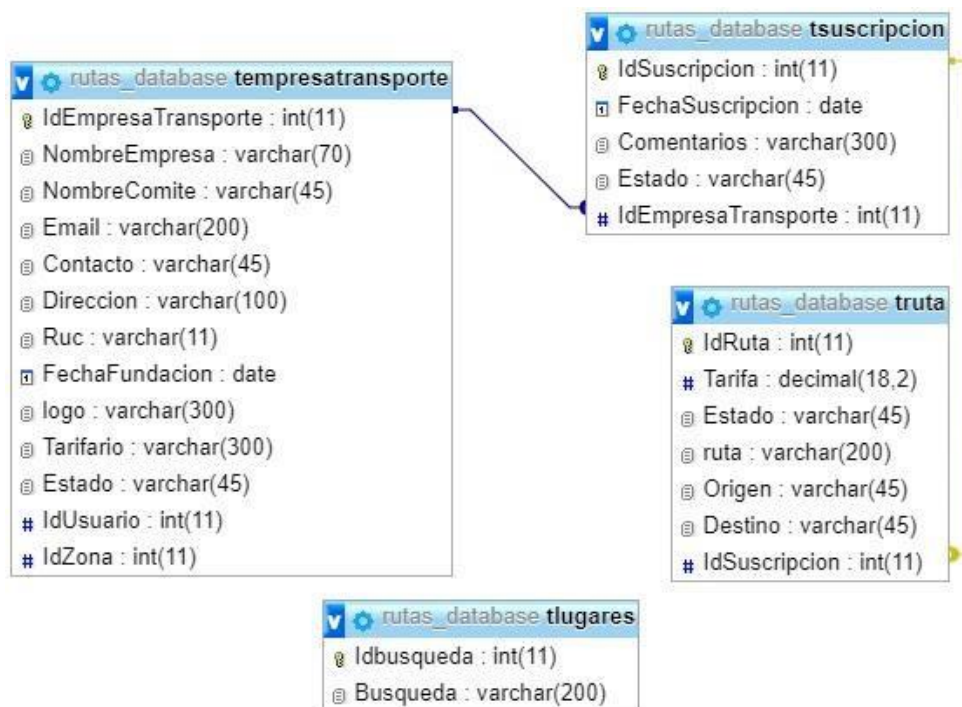 rutas_database tempresatransporte
IdEmpresaTransporte : int(11)
NombreEmpresa : varchar(70)
NombreComite : varchar(45)
Email : varchar(200)
Contacto : varchar(45)
Direccion : varchar(100)
Ruc : varchar(11)
FechaFundacion : date
logo : varchar(300)
Tarifario : varchar(300)
Estado : varchar(45)
# IdUsuario : int(11)
# IdZona : int(11)
rutas_database tsuscripcion
IdSuscripcion : int(11)
FechaSuscripcion : date
Comentarios : varchar(300)
Estado : varchar(45)
# IdEmpresaTransporte : int(11)
rutas_database truta
IdRuta : int(11)
# Tarifa : decimal(18,2)
Estado : varchar(45)
ruta : varchar(200)
Origen : varchar(45)
Destino : varchar(45)
# IdSuscripcion : int(11)
rutas_database tlugares
Idbusqueda : int(11)
Busqueda : varchar(200)